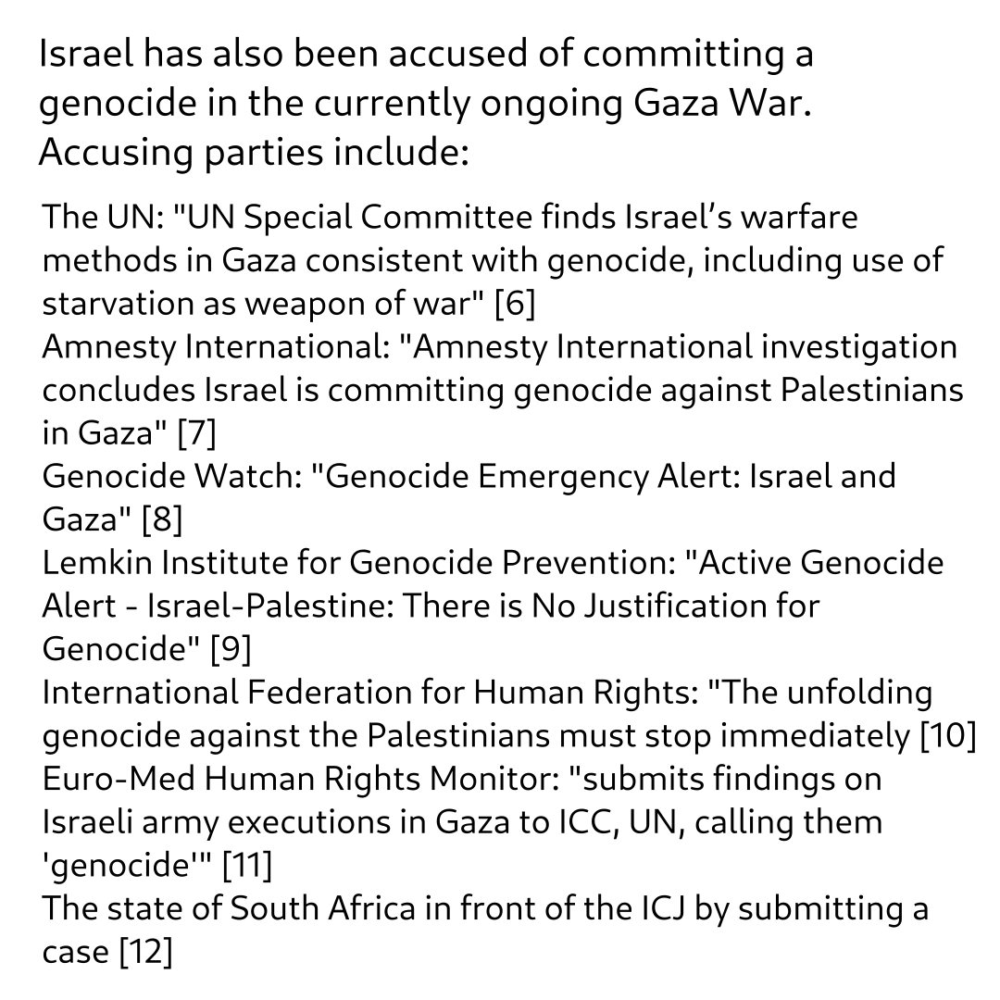 Israel has also been accused of committing a
genocide in the currently ongoing Gaza War.
Accusing parties include:
The UN: "UN Special Committee finds Israel’s warfare
methods in Gaza consistent with genocide, including use of
starvation as weapon of war" [6]
Amnesty International: "Amnesty International investigation
concludes Israel is committing genocide against Palestinians
in Gaza" [7]
Genocide Watch: "Genocide Emergency Alert: Israel and
Gaza" [8]
Lemkin Institute for Genocide Prevention: "Active Genocide
Alert - Israel-Palestine: There is No Justification for
Genocide" [9]
International Federation for Human Rights: "The unfolding
genocide against the Palestinians must stop immediately [10]
Euro-Med Human Rights Monitor: "submits findings on
Israeli army executions in Gaza to ICC, UN, calling them
'genocide'" [11]
The state of South Africa in front of the ICJ by submitting a
case [12]